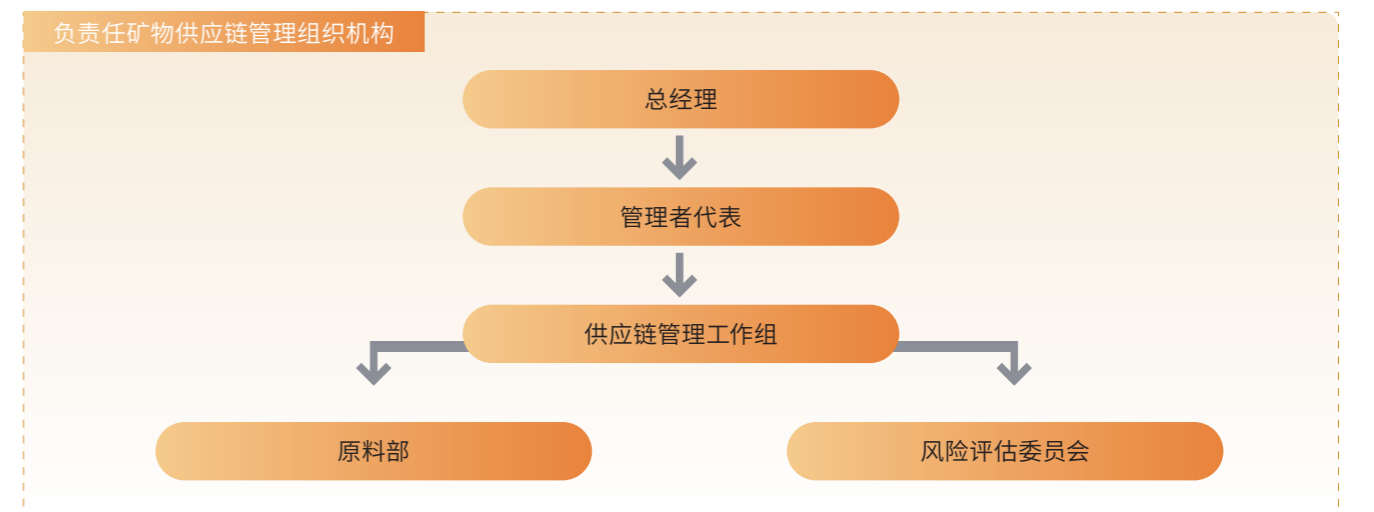 负责任矿物供应链管理组织机构
总经理
管理者代表
供应链管理工作组
原料部
风险评估委员会